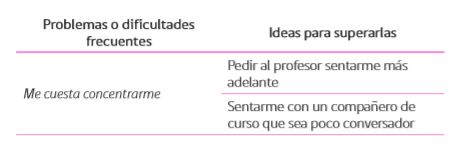 Problemas o dificultades
frecuentes
Ideas para superarlas
Me cuesta concentrarme
Pedir al profesor sentarme más
adelante
Sentarme con un compañero de
curso que sea poco conversador